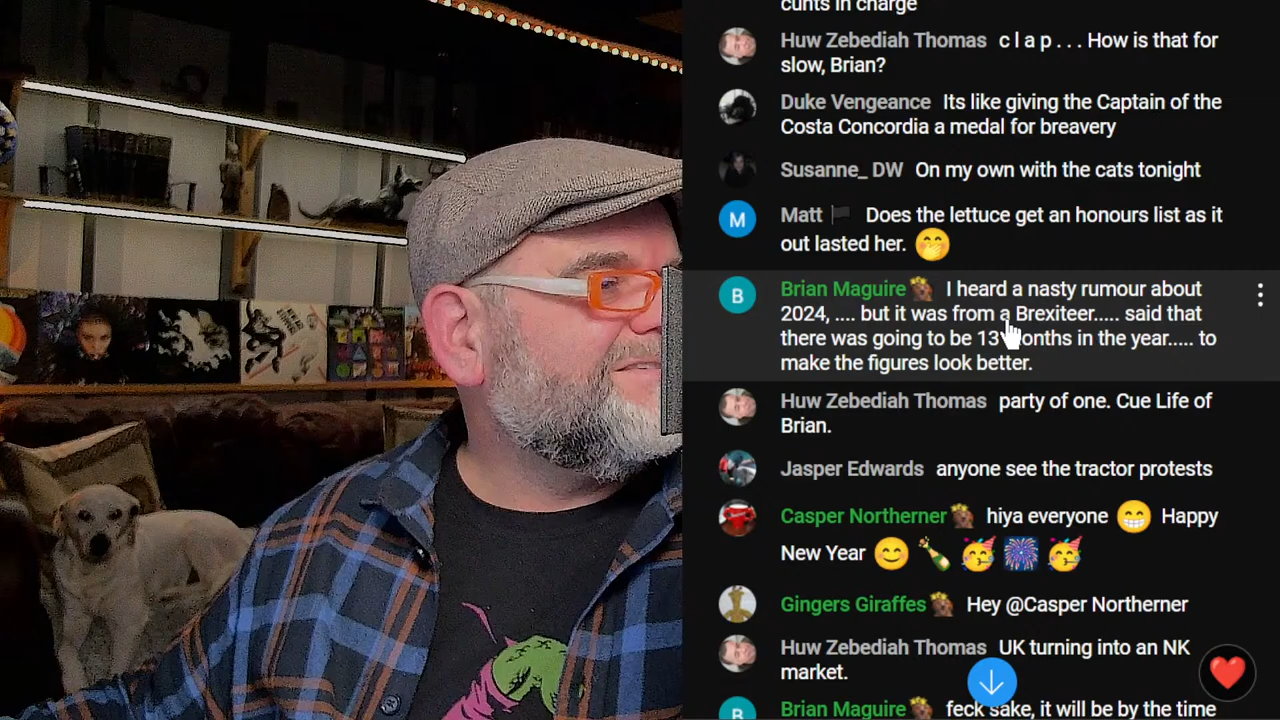 cunts in charge
Huw Zebediah Thomas c l a p . . . How is that for
slow, Brian?
Duke Vengeance Its like giving the Captain of the
Costa Concordia a medal for breavery
Susanne_ DW On my own with the cats tonight
M Matt 🏴 Does the lettuce get an honours list as it
out lasted her. 🤭
B Brian Maguire I heard a nasty rumour about
2024, .... but it was from a Brexiteer..... said that
there was going to be 13 months in the year..... to
make the figures look better.
Huw Zebediah Thomas party of one. Cue Life of
Brian.
Jasper Edwards anyone see the tractor protests
Casper Northerner hiya everyone 😁 Happy
New Year 😊 🍾 🥳 🎆 🥳
Gingers Giraffes Hey @Casper Northerner
Huw Zebediah Thomas UK turning into an NK
market.
B Brian Maguire feck sake, it will be by the time